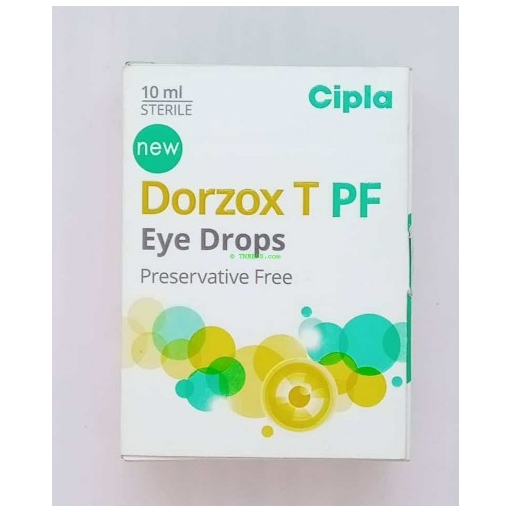 10 ml
STERILE
Cipla
new
Dorzox T PF
Eye Drops
Preservative Free